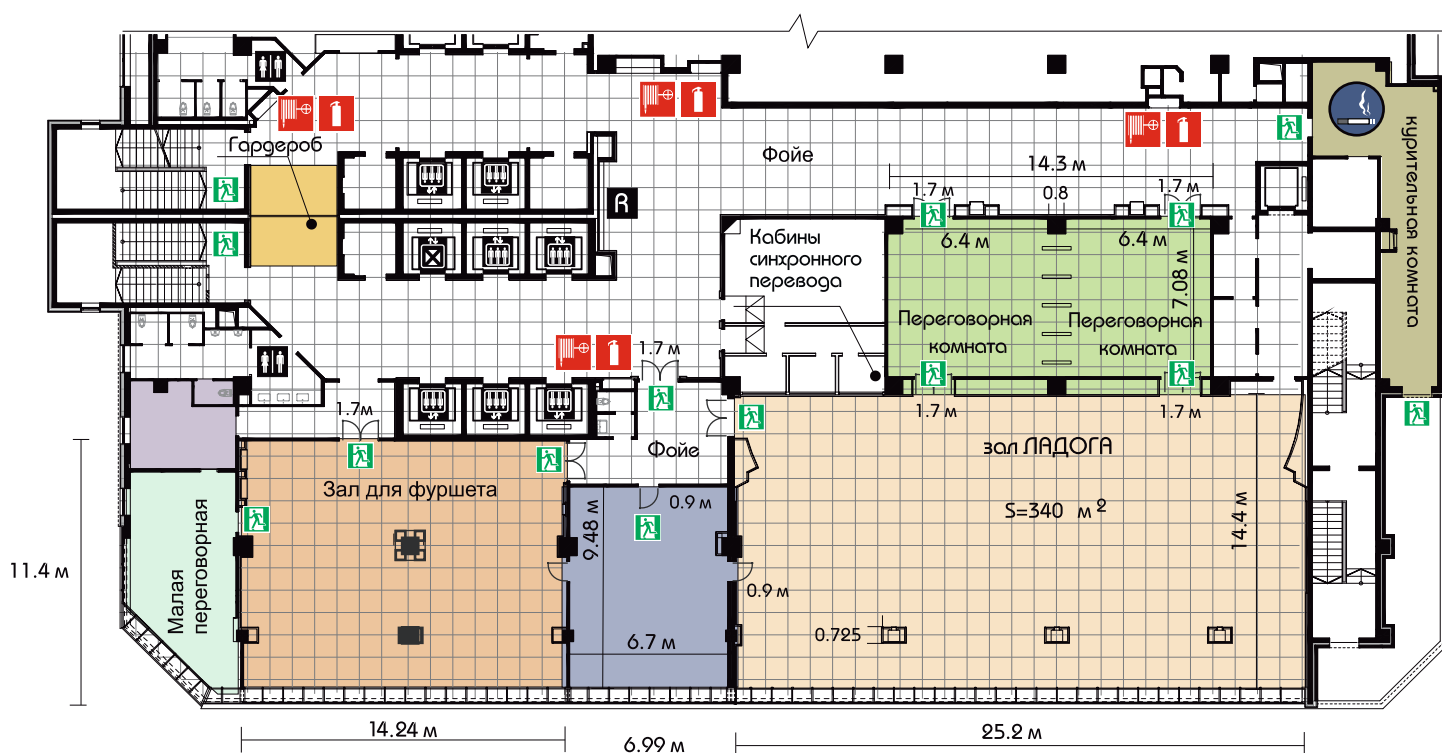 Гардероб
Фойе
14.3 м
1.7 м
0.8
1.7 м
R
Кабины
синхронного
перевода
6.4 м
6.4 м
7.08 м
курительная комната
Переговорная
комната
Переговорная
комната
1.7 м
1.7м
1.7 м
1.7 м
Фойе
зал ЛАДОГА
Зал для фуршета
0.9 м
S=340 м 2
9.48 м
14.4 м
Малая
переговорная
11.4 м
0.9 м
6.7 м
0.725
14.24 м
6.99 м
25.2 м